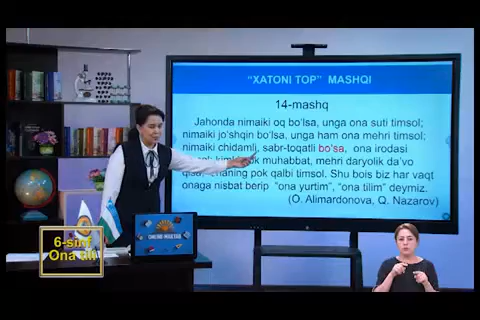 "XATONI TOP" MASHQI
14-mashq
Jahonda nimaiki oq bo'lsa, unga ona suti timsol;
nimaiki jo'shqin bo'lsa, unga ham ona mehri timsol;
nimaiki chidamli, sabr-toqatli bo'sa, ona irodasi
pok muhabbat, mehri daryolik da'vo
pok qalbi timsol. Shu bois biz har vaqt
onaga nisbat berip "ona yurtim", "ona tilim" deymiz.
(O. Alimardonova, Q. Nazarov)
ONLINE-MAKTAB
6-sinf
Ona tili